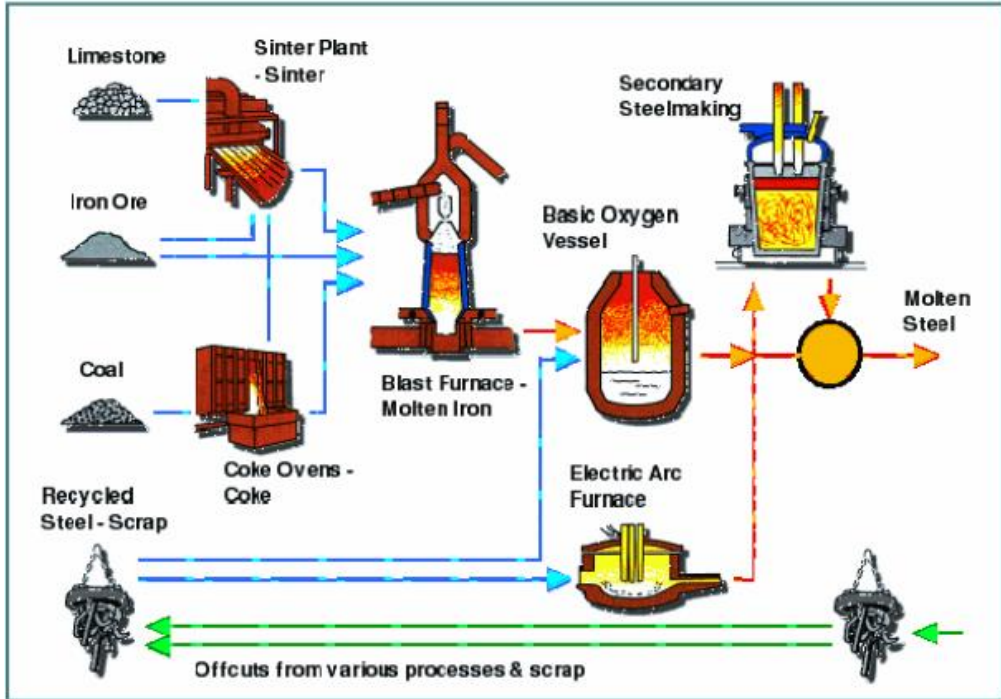 Limestone
Sinter Plant
- Sinter
Secondary
Steelmaking
Iron Ore
Basic Oxygen
Vessel
Molten
Steel
Coal
Blast Furnace -
Molten Iron
Coke Ovens -
Coke
Electric Arc
Furnace
Recycled
Steel - Scrap
Offcuts from various processes & scrap